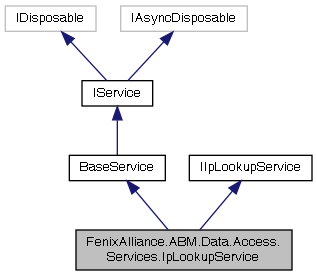 IDisposable
IAsyncDisposable
IService
BaseService
IIpLookupService
FenixAlliance.ABM.Data.Access.
Services.IpLookupService